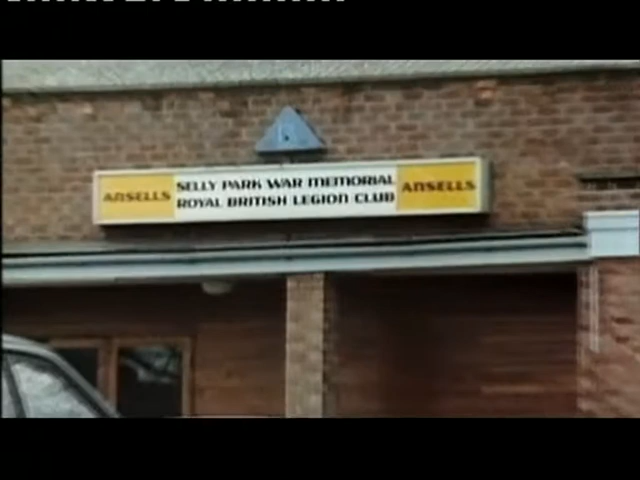 ANSELLS
SELLY PARK WAR MEMORIAL
ROYAL BRITISH LEGION CLUB
ANSELLS